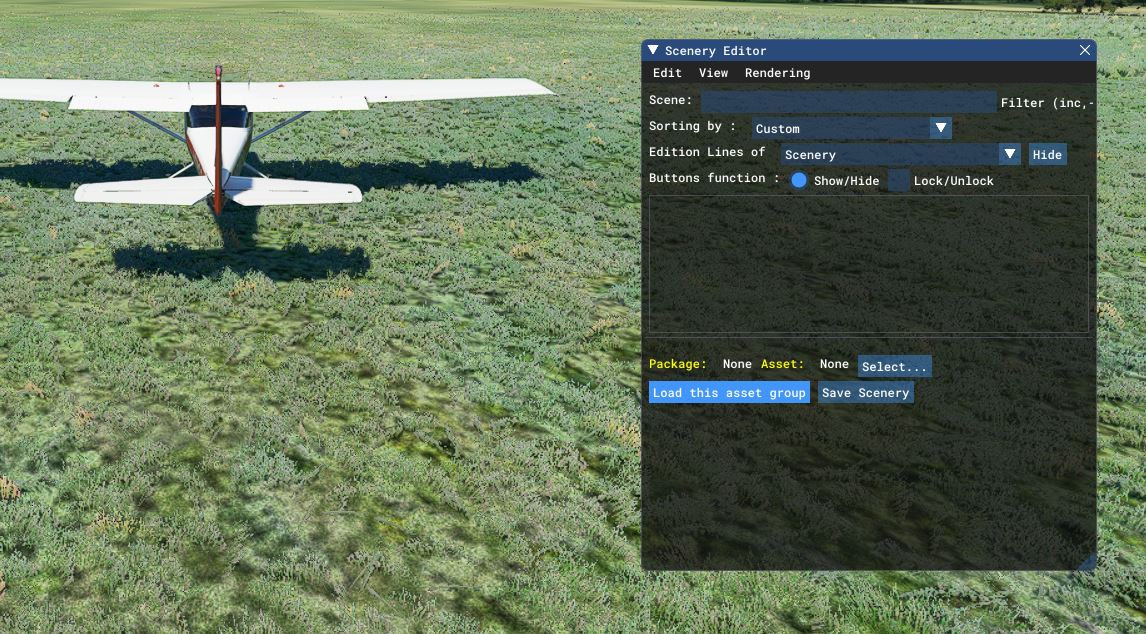 Scenery Editor
Edit View Rendering
Scene: Filter (inc,-
Sorting by : Custom
Edition Lines of Scenery Hide
Buttons function : Show/Hide Lock/Unlock
Package: None Asset: None Select...
Load this asset group Save Scenery